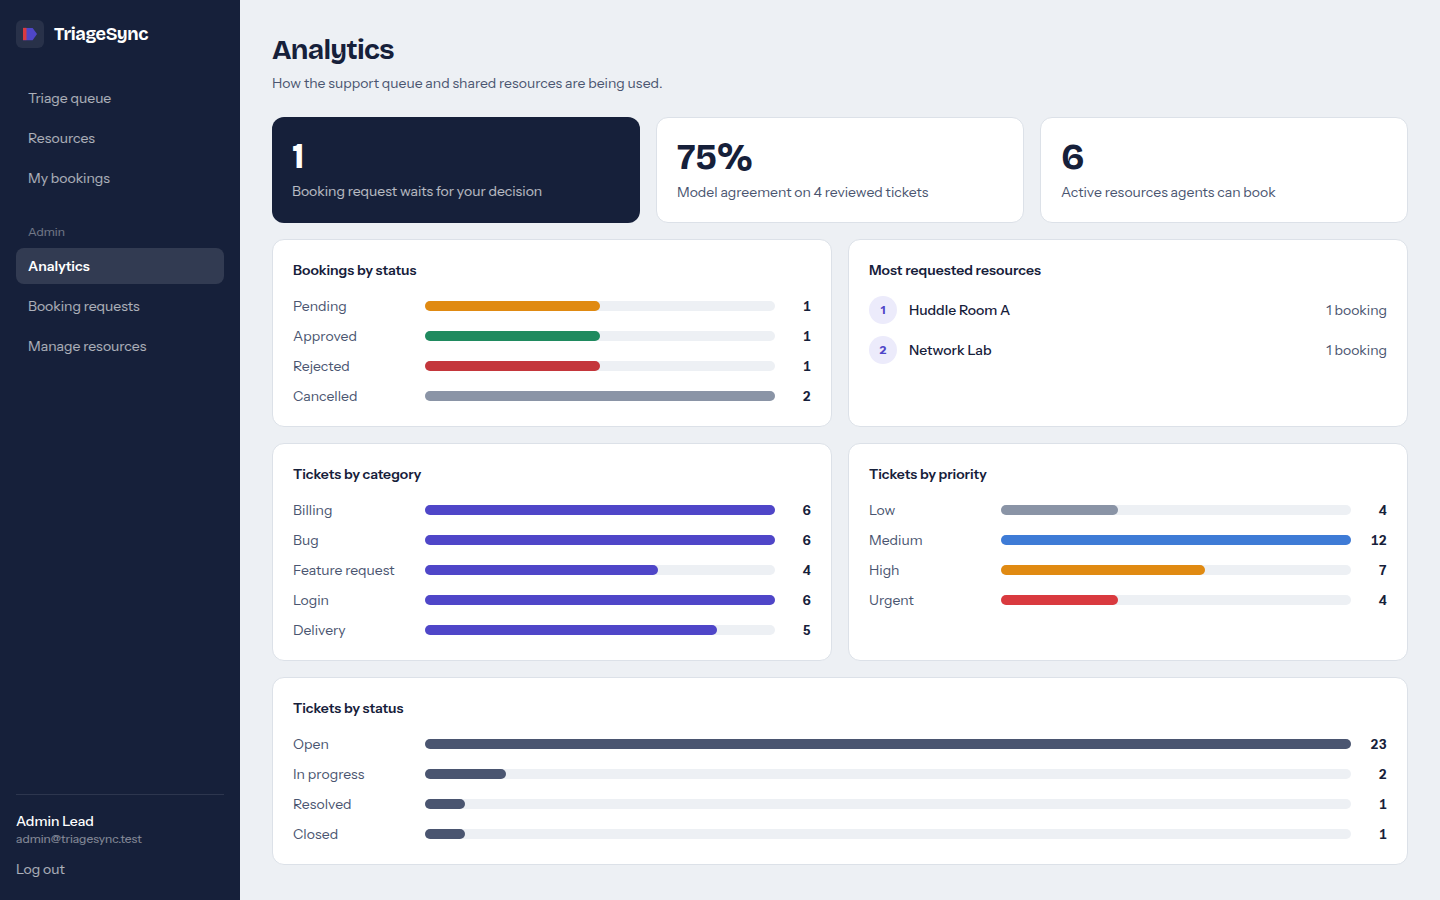 TriageSync
Triage queue
Resources
My bookings
Admin
Analytics
Booking requests
Manage resources
Admin Lead
admin@triagesync.test
Log out
Analytics
How the support queue and shared resources are being used.
1
Booking request waits for your decision
75%
Model agreement on 4 reviewed tickets
6
Active resources agents can book
Bookings by status
Pending 1
Approved 1
Rejected 1
Cancelled 2
Most requested resources
1 Huddle Room A 1 booking
2 Network Lab 1 booking
Tickets by category
Billing 6
Bug 6
Feature request 4
Login 6
Delivery 5
Tickets by priority
Low 4
Medium 12
High 7
Urgent 4
Tickets by status
Open 23
In progress 2
Resolved 1
Closed 1